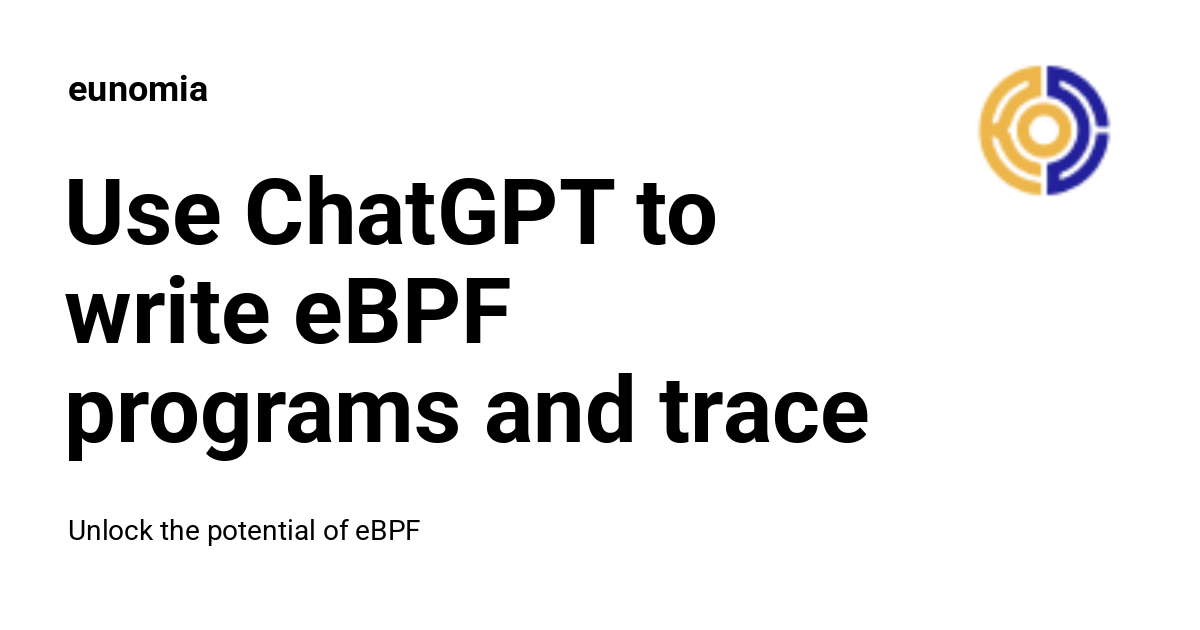 eunomia
Use ChatGPT to
write eBPF
programs and trace
Unlock the potential of eBPF